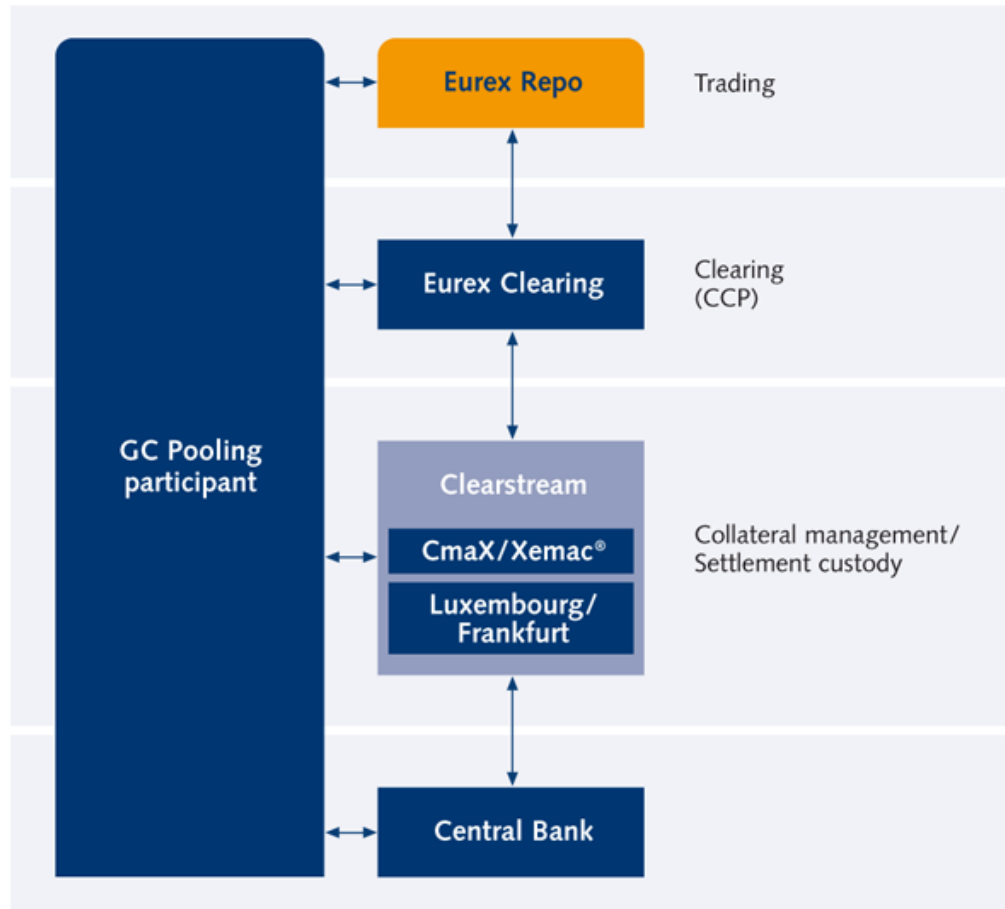 Eurex Repo
Trading
Eurex Clearing
Clearing
(CCP)
GC Pooling
participant
Clearstream
CmaX/Xemac®
Luxembourg/
Frankfurt
Collateral management/
Settlement custody
Central Bank